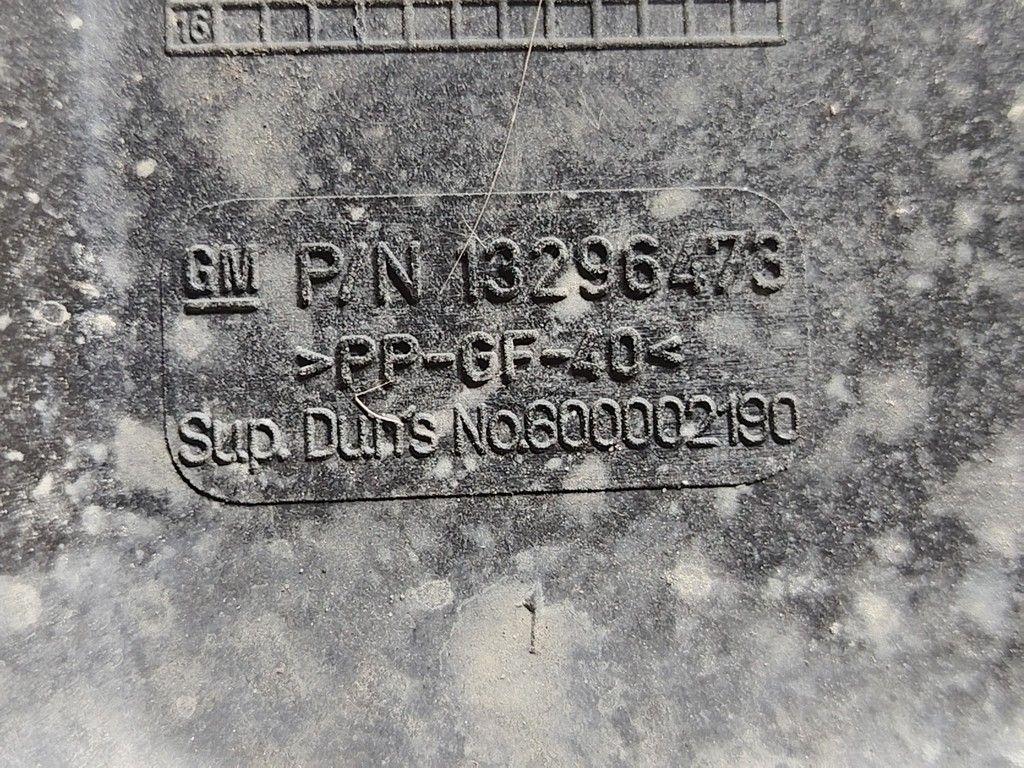 16
GM P/N 13296473
>PP-GF-40<
Sup. Dun's No.600002190